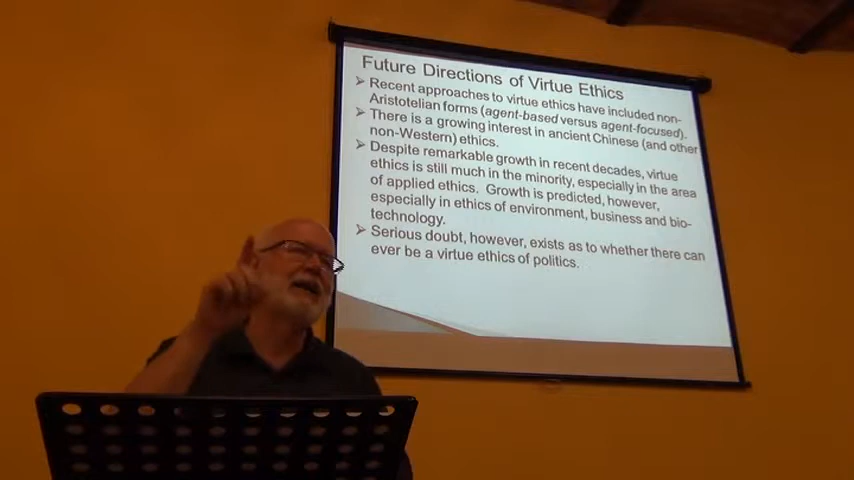 Future Directions of Virtue Ethics
➢ Recent approaches to virtue ethics have included non-
Aristotelian forms (agent-based versus agent-focused).
➢ There is a growing interest in ancient Chinese (and other
non-Western) ethics.
➢ Despite remarkable growth in recent decades, virtue
ethics is still much in the minority, especially in the area
of applied ethics. Growth is predicted, however,
especially in ethics of environment, business and bio-
technology.
➢ Serious doubt, however, exists as to whether there can
ever be a virtue ethics of politics.